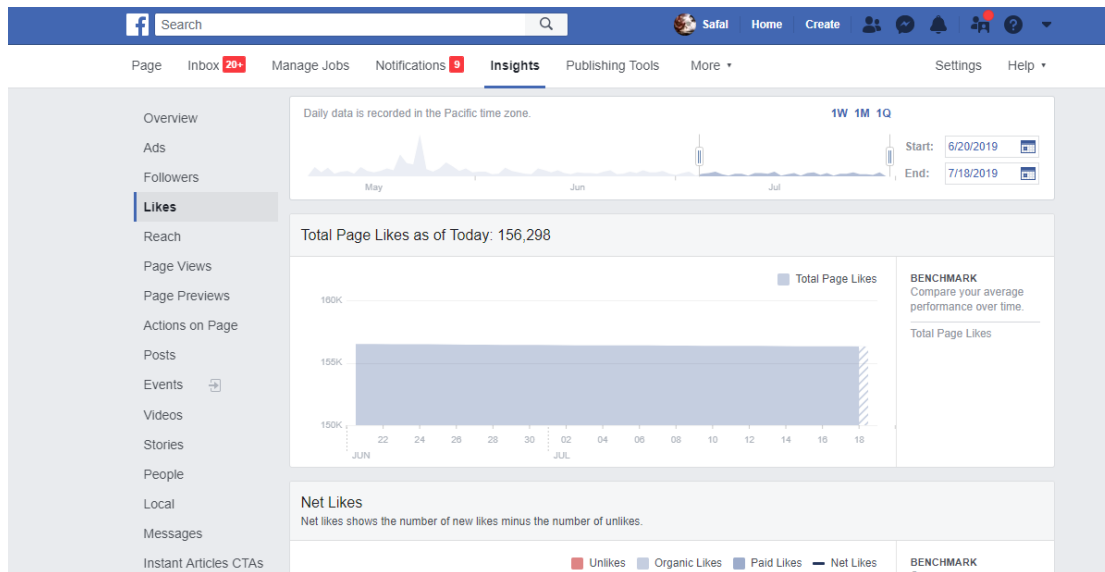 f Search Safal Home Create
Page Inbox 20+ Manage Jobs Notifications 9 Insights Publishing Tools More Settings Help
Overview
Ads
Followers
Likes
Reach
Page Views
Page Previews
Actions on Page
Posts
Events
Videos
Stories
People
Local
Messages
Instant Articles CTAs
Daily data is recorded in the Pacific time zone.
1W 1M 1Q
Start: 6/20/2019
End: 7/18/2019
May Jun Jul
Total Page Likes as of Today: 156,298
Total Page Likes
160K
155K
150K
22 24 26 28 30 02 04 06 08 10 12 14 16 18
JUN JUL
BENCHMARK
Compare your average
performance over time.
Total Page Likes
Net Likes
Net likes shows the number of new likes minus the number of unlikes.
Unlikes Organic Likes Paid Likes Net Likes
BENCHMARK